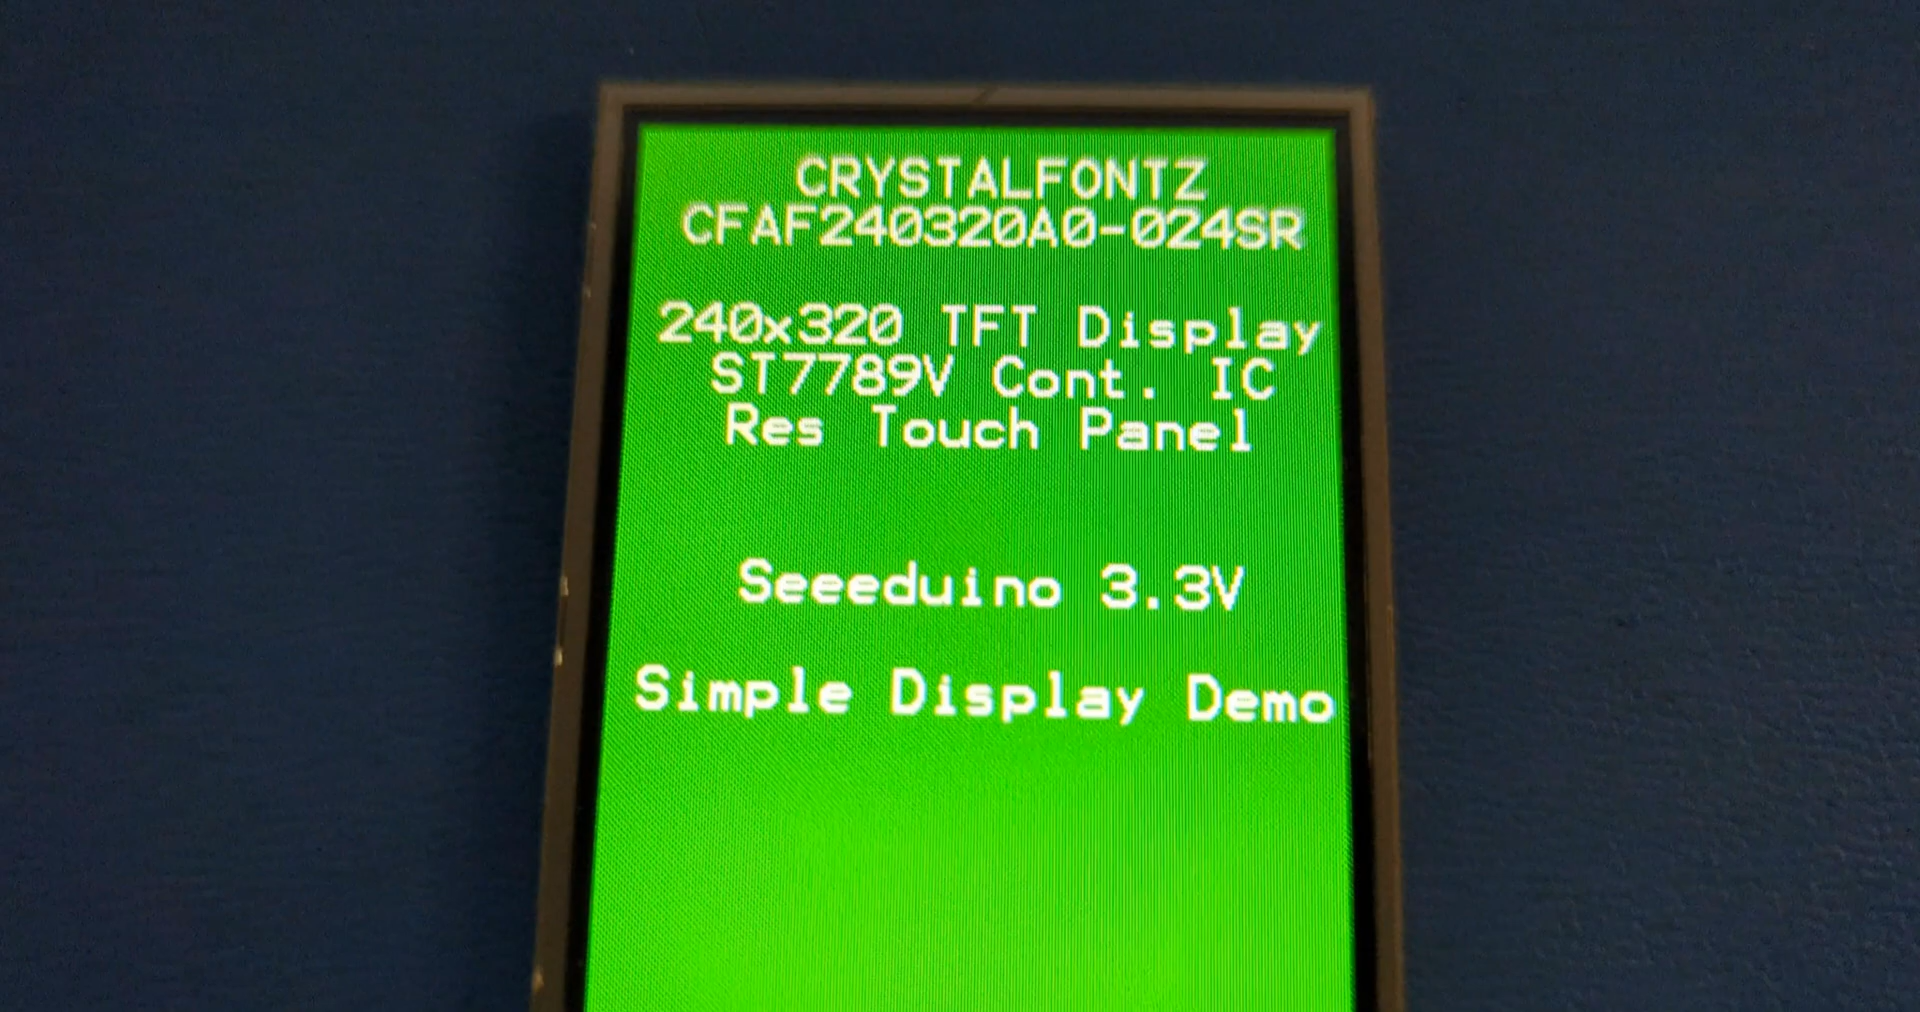 CRYSTALFONTZ
CFAF240320A0-024SR
240x320 TFT Display
ST7789V Cont. IC
Res Touch Panel
Seeeduino 3.3V
Simple Display Demo